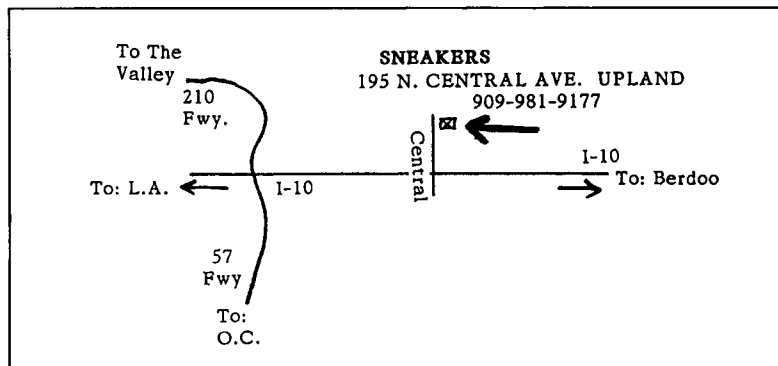 To The
Valley
210
Fwy.
SNEAKERS
195 N. CENTRAL AVE. UPLAND
909-981-9177
Central
I-10
To: Berdoo
To: L.A.
I-10
57
Fwy
To:
O.C.